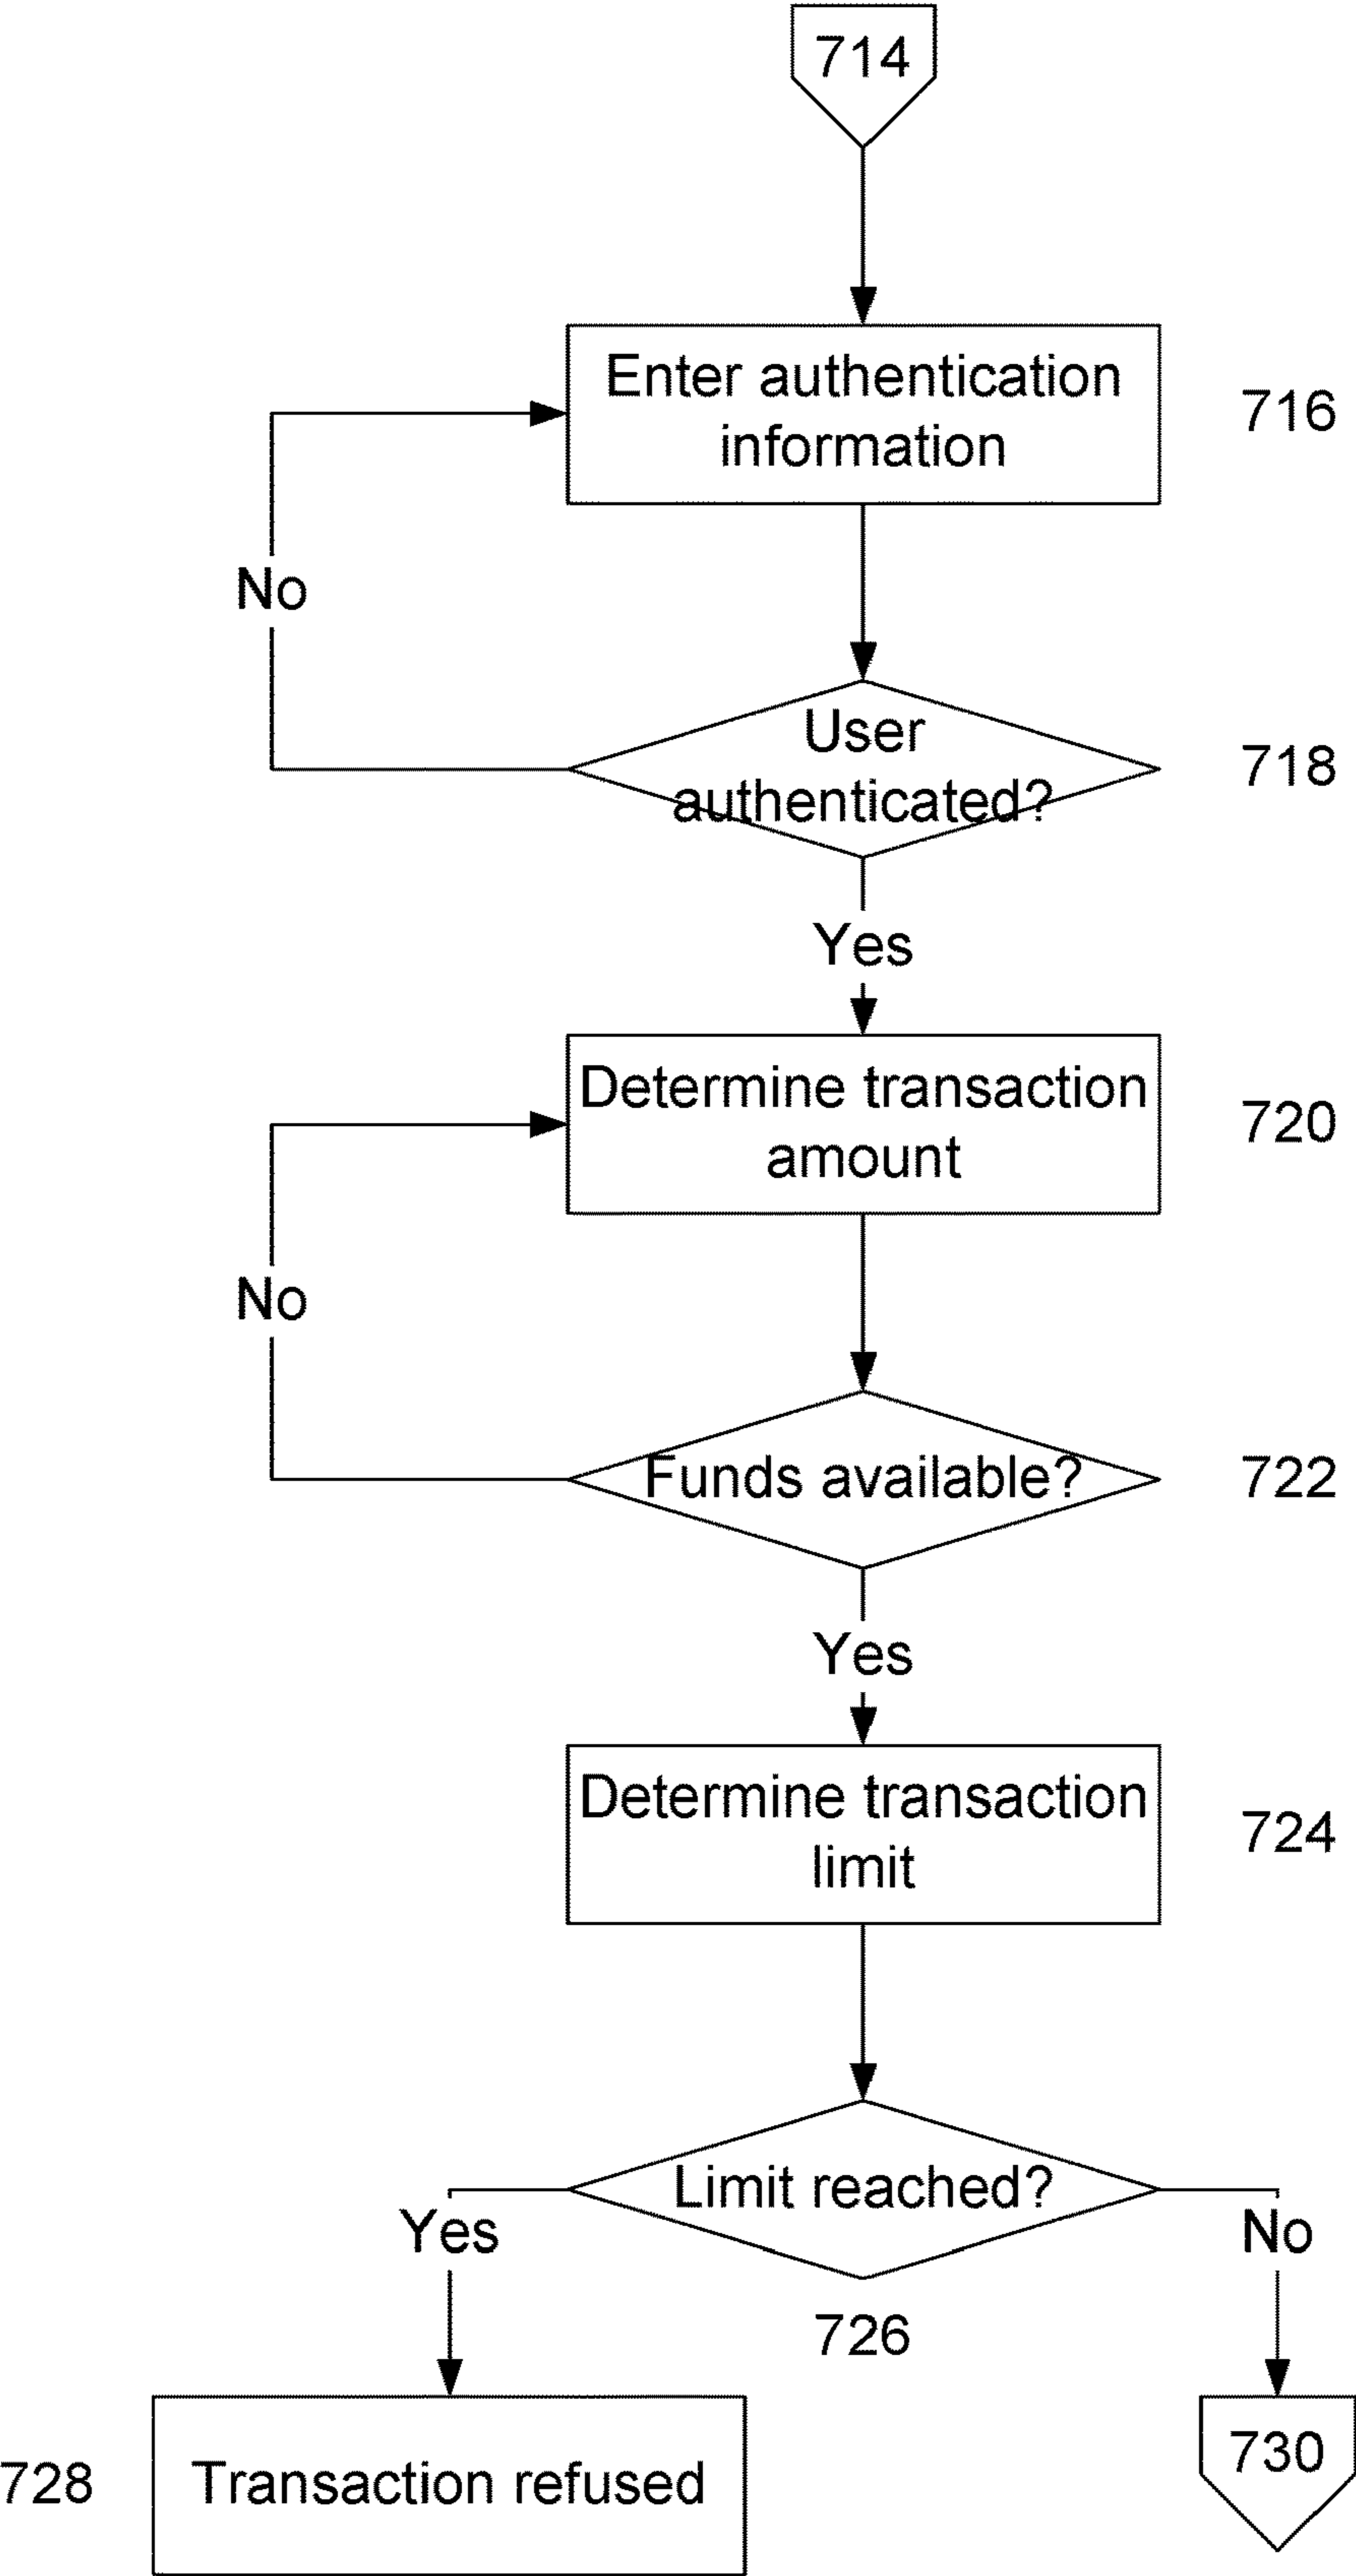 714
Enter authentication
information
716
No
User
authenticated?
718
Yes
Determine transaction
amount
720
No
Funds available?
722
Yes
Determine transaction
limit
724
Limit reached?
Yes
No
726
728
Transaction refused
730